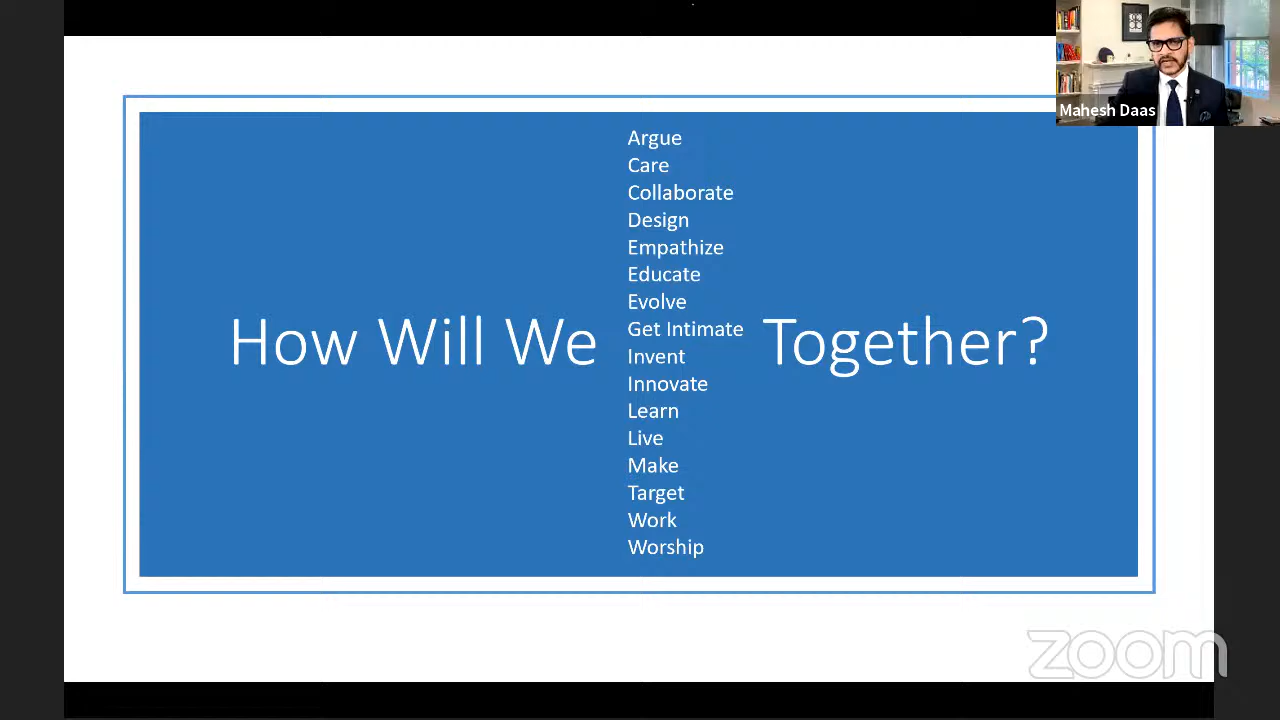 Mahesh Daas
Argue
Care
Collaborate
Design
Empathize
Educate
Evolve
How Will We
Get Intimate
Together?
Invent
Innovate
Learn
Live
Make
Target
Work
Worship
zoom